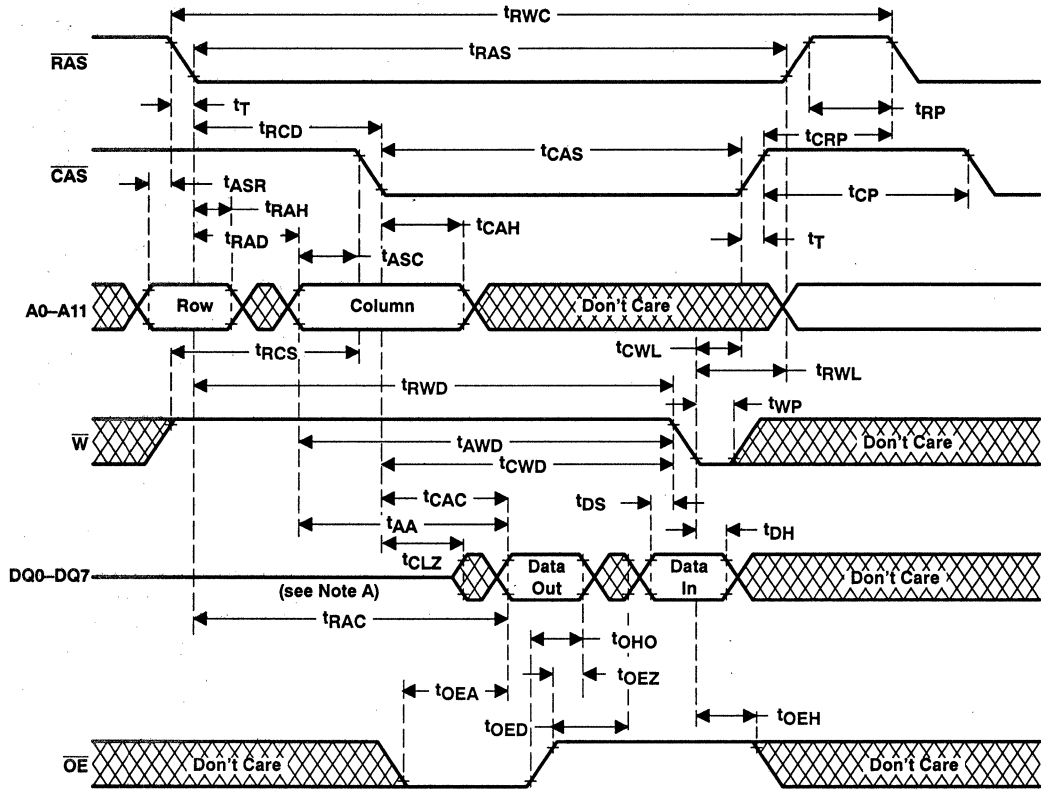 tRWC
RAS
tRAS
tT
tRP
tRCD
tCRP
CAS
tCAS
tASR
tCP
tRAH
tCAH
tRAD
tT
tASC
A0–A11 Row Column Don't Care
tRCS
tCWL
tRWL
tRWD
tWP
W
Don't Care
tAWD
tCWD
tCAC
tDS
tAA
tDH
tCLZ
DQ0–DQ7 Data Out Data In Don't Care
(see Note A)
tRAC
tOHO
tOEZ
tOEA
tOED
tOEH
OE Don't Care Don't Care